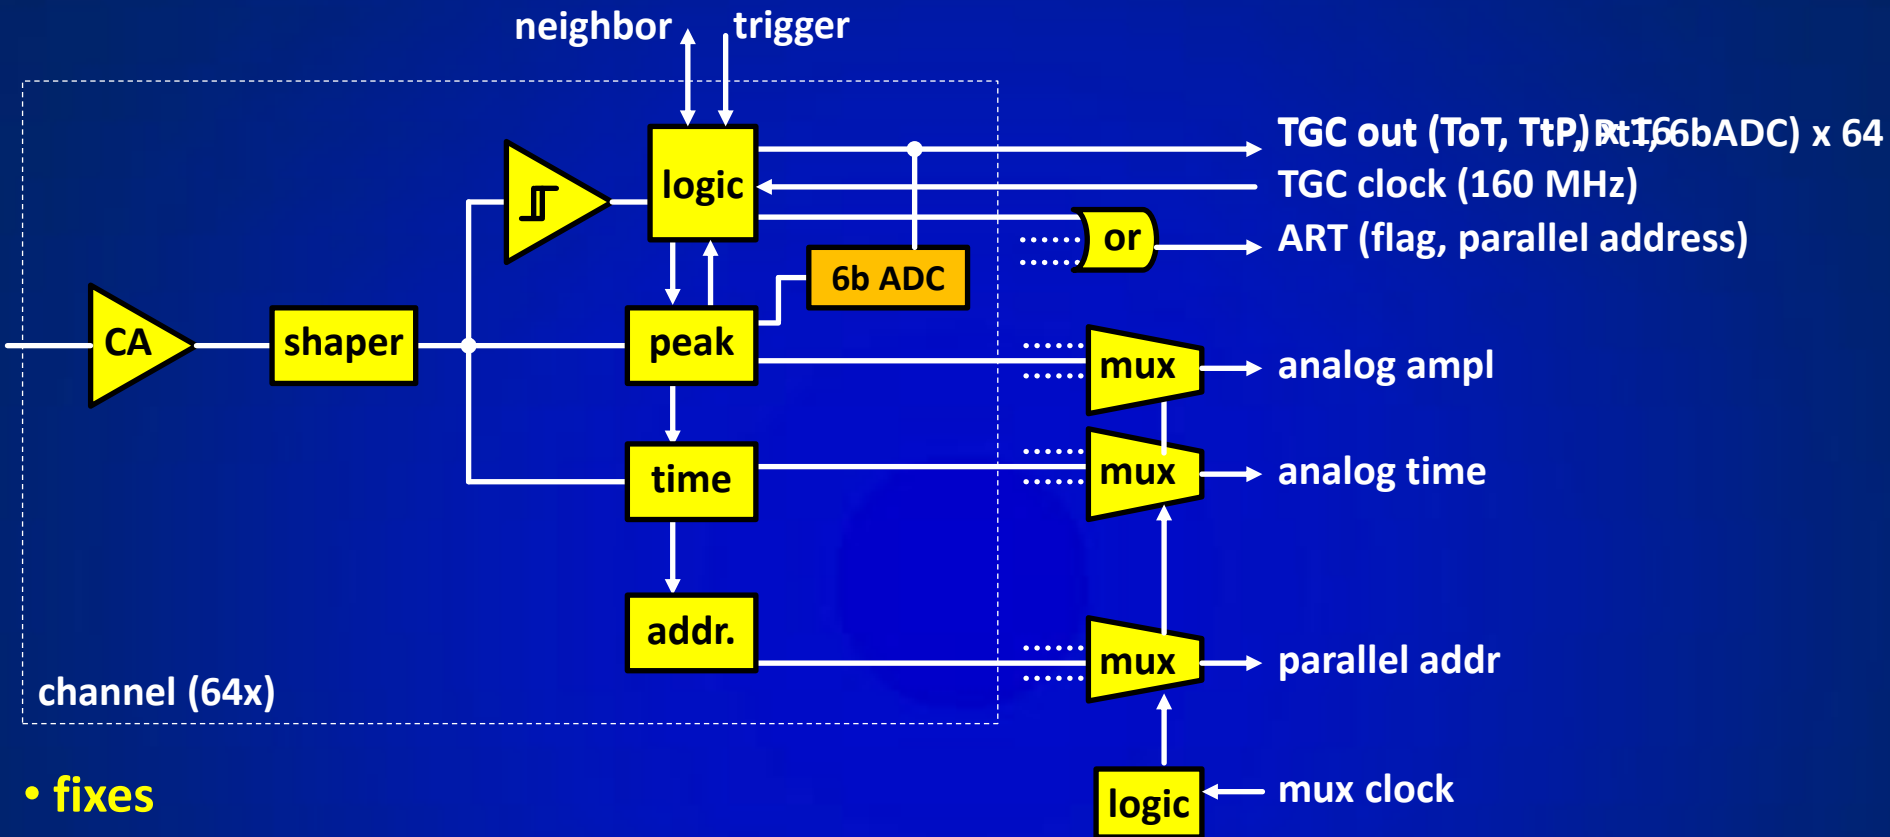 neighbor
trigger
TGC out (ToT, TtP, PtT, 6bADC) x 64
logic
TGC clock (160 MHz)
or
ART (flag, parallel address)
6b ADC
CA
shaper
peak
mux
analog ampl
time
mux
analog time
addr.
mux
parallel addr
channel (64x)
• fixes
logic
mux clock